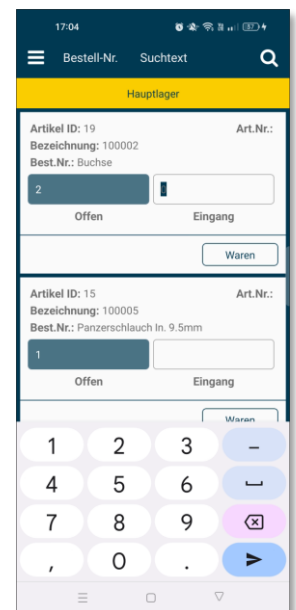 17:04 37
Bestell-Nr. Suchtext
Hauptlager
Artikel ID: 19 Art.Nr.:
Bezeichnung: 100002
Best.Nr.: Buchse
2 0
Offen Eingang
Waren
Artikel ID: 15 Art.Nr.:
Bezeichnung: 100005
Best.Nr.: Panzerschlauch In. 9.5mm
1
Offen Eingang
Waren
1 2 3 –
4 5 6
7 8 9
, 0 .